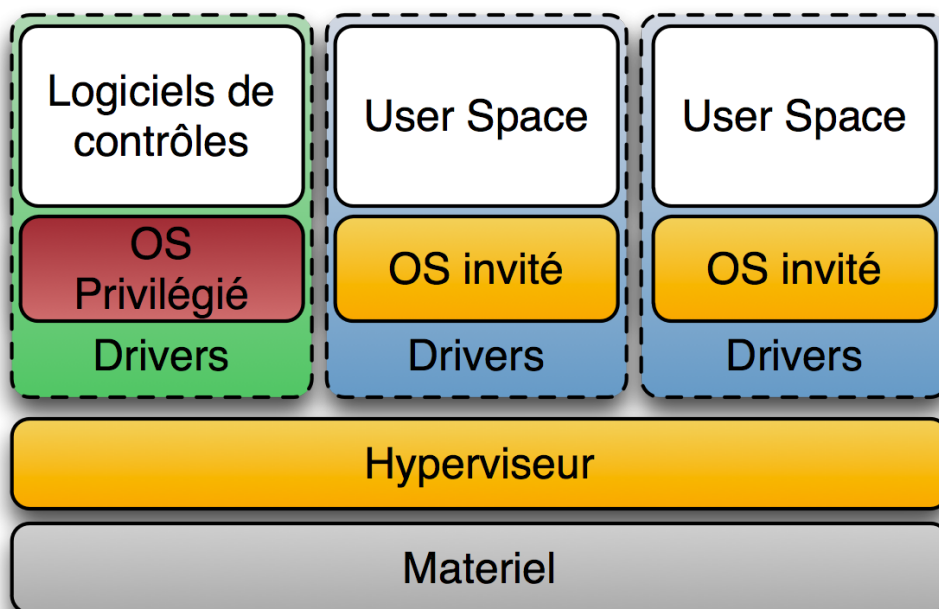 Logiciels de
contrôles
OS
Privilégié
Drivers
User Space
OS invité
Drivers
User Space
OS invité
Drivers
Hyperviseur
Materiel